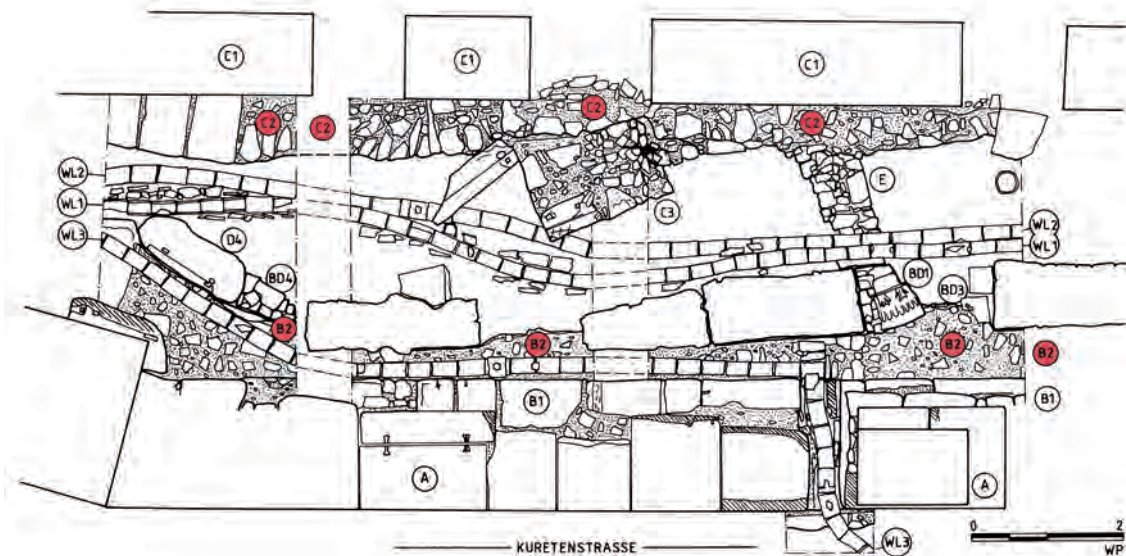 C1
C1
C1
C2
C2
C2
C2
WL2
E
WL1
C3
WL3
D4
WL2
WL1
BD4
BD1
BD3
B2
B2
B2
B2
B1
B1
A
A
0 2
WL3
KURETENSTRASSE
WP